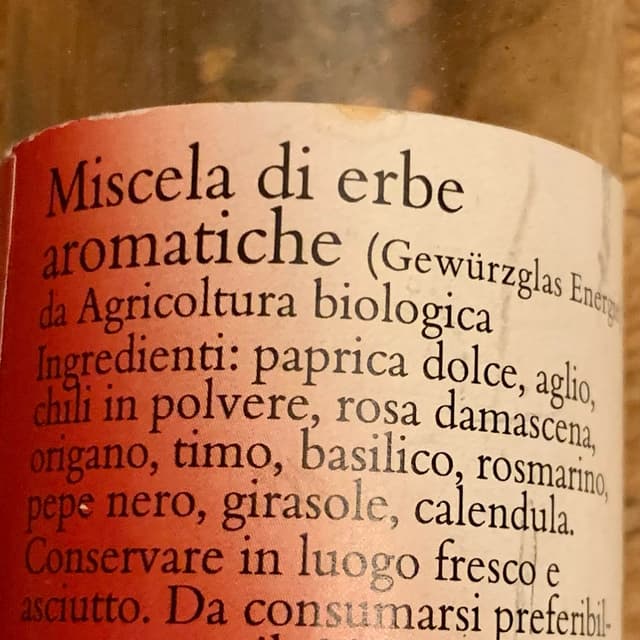 Miscela di erbe
aromatiche (Gewürzglas
da Agricoltura biologica
Ingredienti: paprica dolce, aglio,
chili in polvere, rosa damascena,
origano, timo, basilico, rosmarino,
pepe nero, girasole, calendula.
Conservare in luogo fresco e
asciutto. Da consumarsi preferibil-